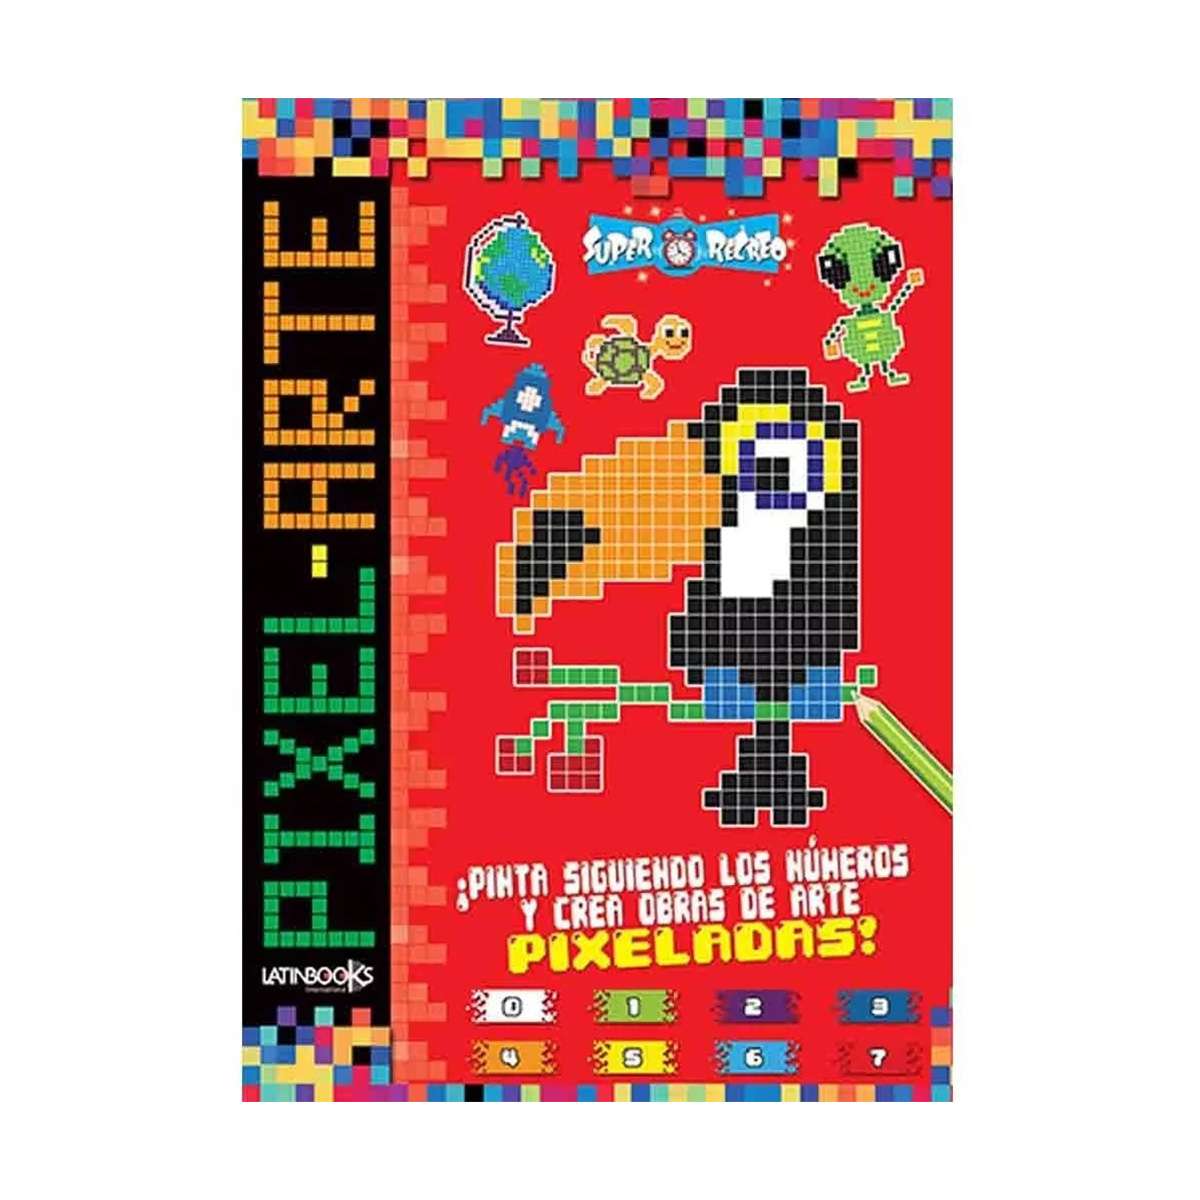 PIXEL-ARTE
LATINBOOKS
International
SUPER RECREO
¡PINTA SIGUIENDO LOS NÚMEROS
Y CREA OBRAS DE ARTE
PIXELADAS!
0 1 2 3
4 5 6 7